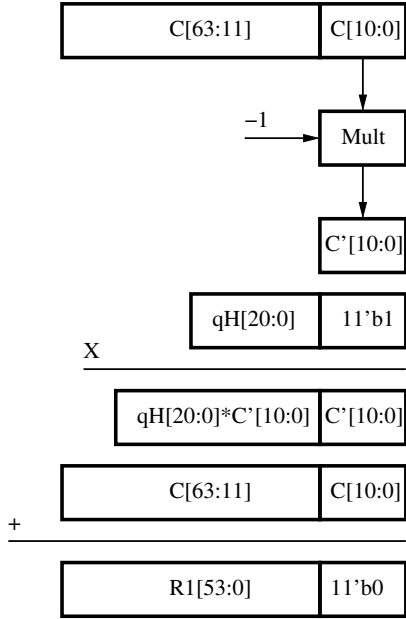 C[63:11] C[10:0]
−1
Mult
C'[10:0]
qH[20:0] 11'b1
X
qH[20:0]*C'[10:0] C'[10:0]
C[63:11] C[10:0]
+
R1[53:0] 11'b0